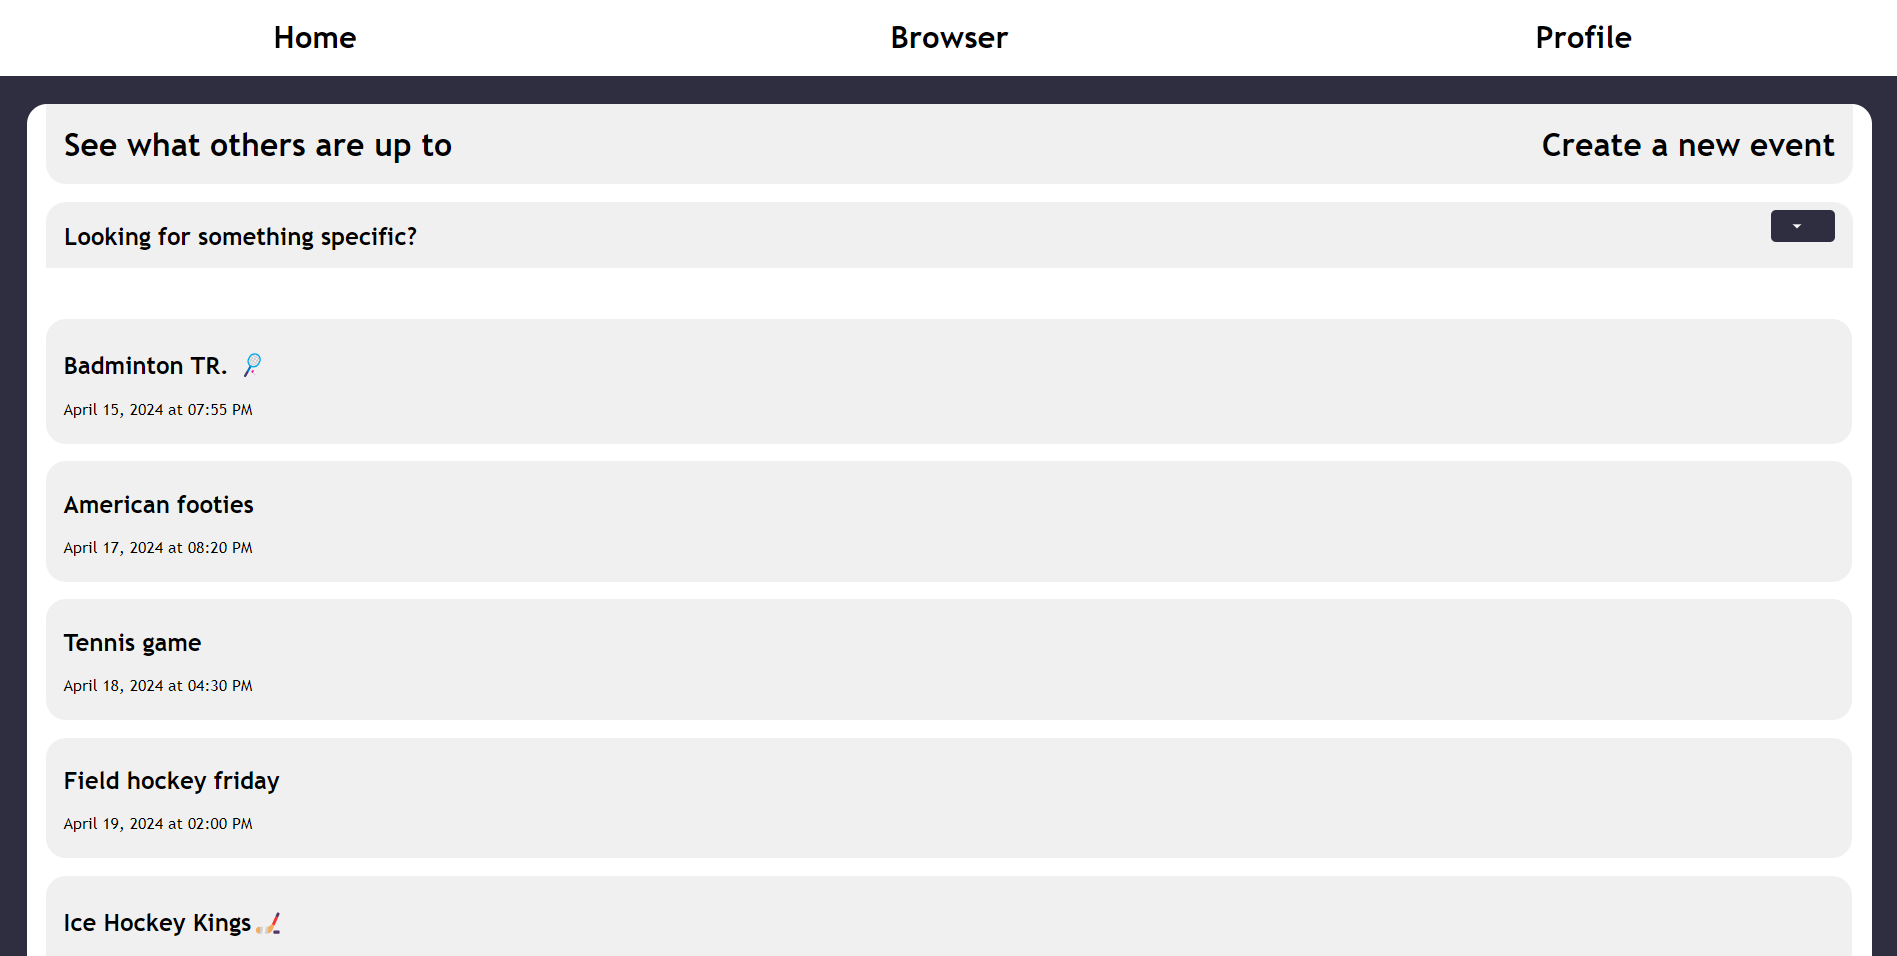 Home Browser Profile
See what others are up to Create a new event
Looking for something specific?
Badminton TR. 🏸
April 15, 2024 at 07:55 PM
American footies
April 17, 2024 at 08:20 PM
Tennis game
April 18, 2024 at 04:30 PM
Field hockey friday
April 19, 2024 at 02:00 PM
Ice Hockey Kings🏒